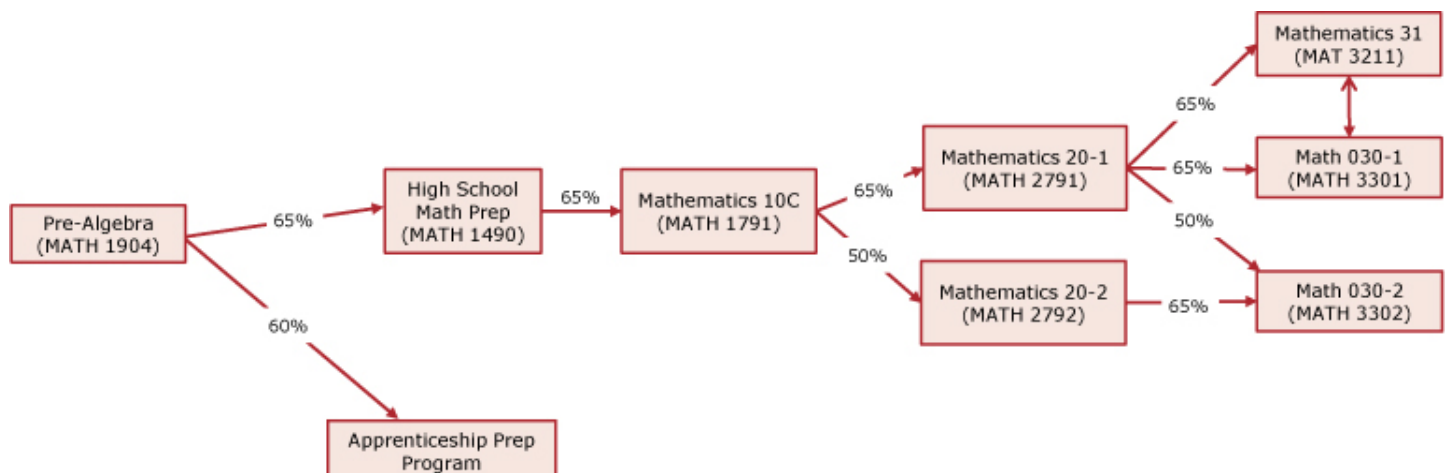 Mathematics 31
(MAT 3211)
65%
Mathematics 20-1
(MATH 2791)
65%
Math 030-1
(MATH 3301)
High School
Math Prep
(MATH 1490)
65%
Mathematics 10C
(MATH 1791)
65%
Pre-Algebra
(MATH 1904)
65%
50%
50%
Mathematics 20-2
(MATH 2792)
65%
Math 030-2
(MATH 3302)
60%
Apprenticeship Prep
Program